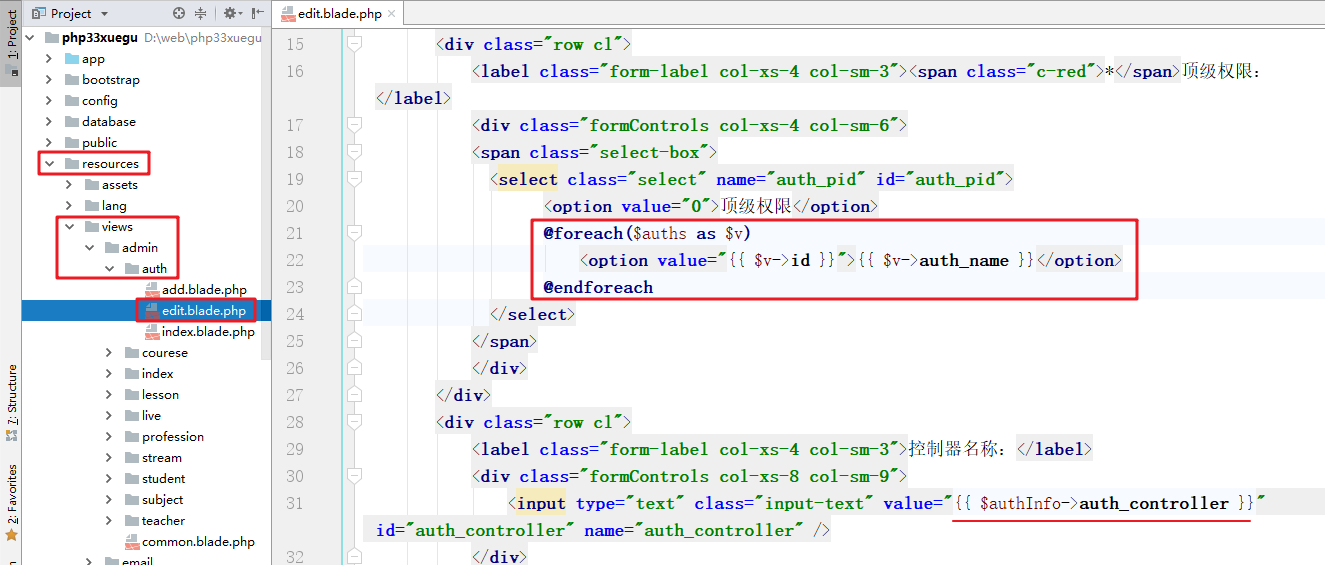 1: Project
7: Structure
2: Favorites
Project
php33xuegu D:\web\php33xuegu
app
bootstrap
config
database
public
resources
assets
lang
views
admin
auth
add.blade.php
edit.blade.php
index.blade.php
courese
index
lesson
live
profession
stream
student
subject
teacher
common.blade.php
email
edit.blade.php
15 <div class="row cl">
16 <label class="form-label col-xs-4 col-sm-3"><span class="c-red">*</span>顶级权限：
</label>
17 <div class="formControls col-xs-4 col-sm-6">
18 <span class="select-box">
19 <select class="select" name="auth_pid" id="auth_pid">
20 <option value="0">顶级权限</option>
21 @foreach($auths as $v)
22 <option value="{{ $v->id }}">{{ $v->auth_name }}</option>
23 @endforeach
24 </select>
25 </span>
26 </div>
27 </div>
28 <div class="row cl">
29 <label class="form-label col-xs-4 col-sm-3">控制器名称：</label>
30 <div class="formControls col-xs-8 col-sm-9">
31 <input type="text" class="input-text" value="{{ $authInfo->auth_controller }}"
id="auth_controller" name="auth_controller" />
32 </div>